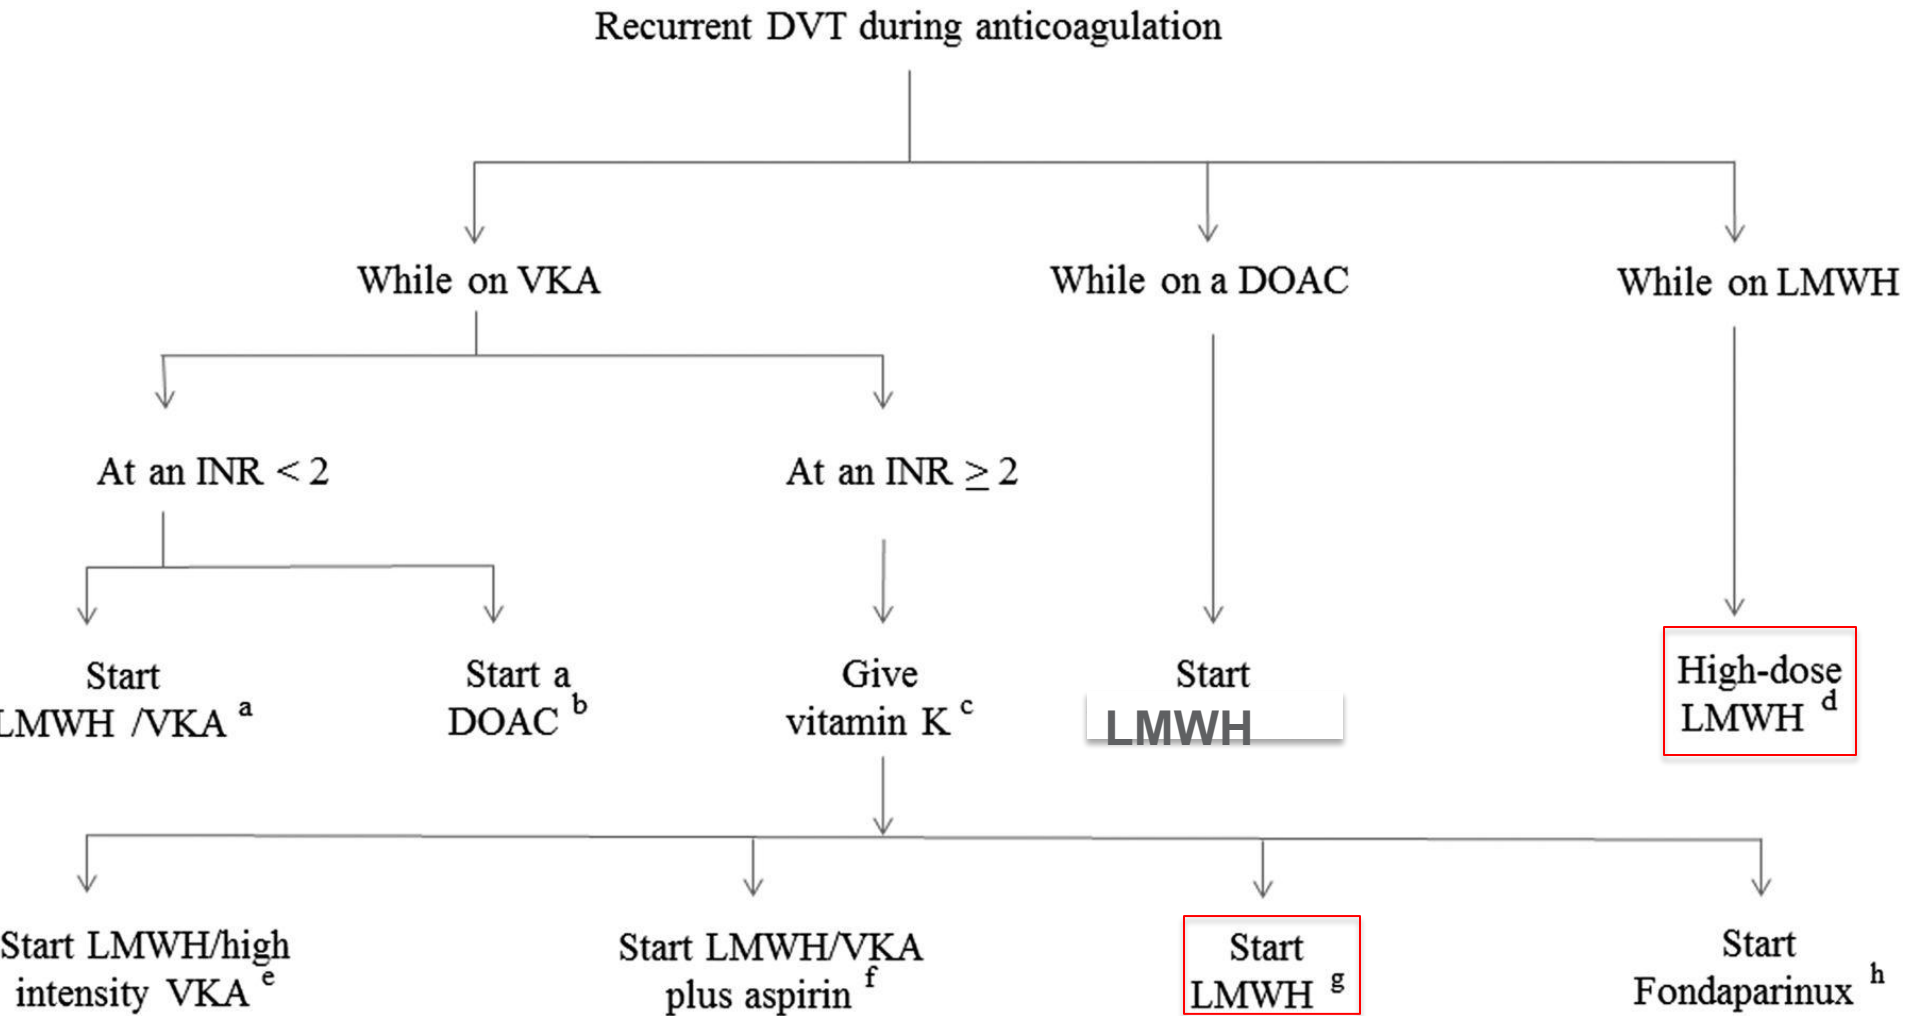 Recurrent DVT during anticoagulation
While on VKA
While on a DOAC
While on LMWH
At an INR < 2
At an INR ≥ 2
Start
LMWH /VKA a
Start a
DOAC b
Give
vitamin K c
Start
LMWH
High-dose
LMWH d
Start LMWH/high
intensity VKA e
Start LMWH/VKA
plus aspirin f
Start
LMWH g
Start
Fondaparinux h